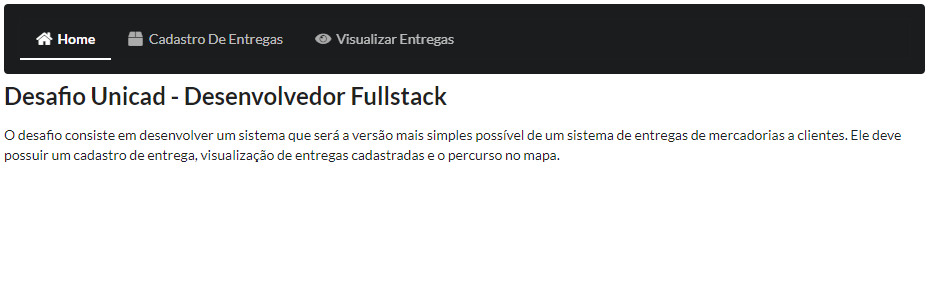 Home Cadastro De Entregas Visualizar Entregas
Desafio Unicad - Desenvolvedor Fullstack
O desafio consiste em desenvolver um sistema que será a versão mais simples possível de um sistema de entregas de mercadorias a clientes. Ele deve
possuir um cadastro de entrega, visualização de entregas cadastradas e o percurso no mapa.